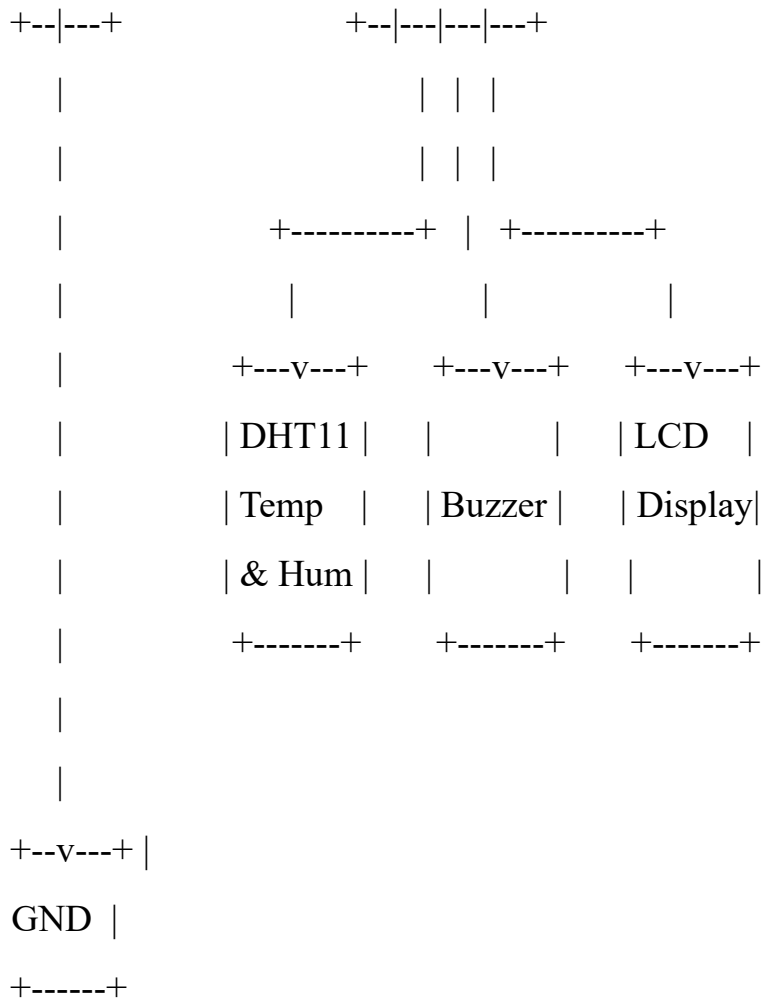 +--|---+ +--|---|---|---+
| | | |
| | | |
| +----------+ | +----------+
| | | |
| +---v---+ +---v---+ +---v---+
| | DHT11 | | | | LCD |
| | Temp | | Buzzer | | Display|
| | & Hum | | | | |
| +-------+ +-------+ +-------+
|
|
+--v---+ |
GND |
+------+